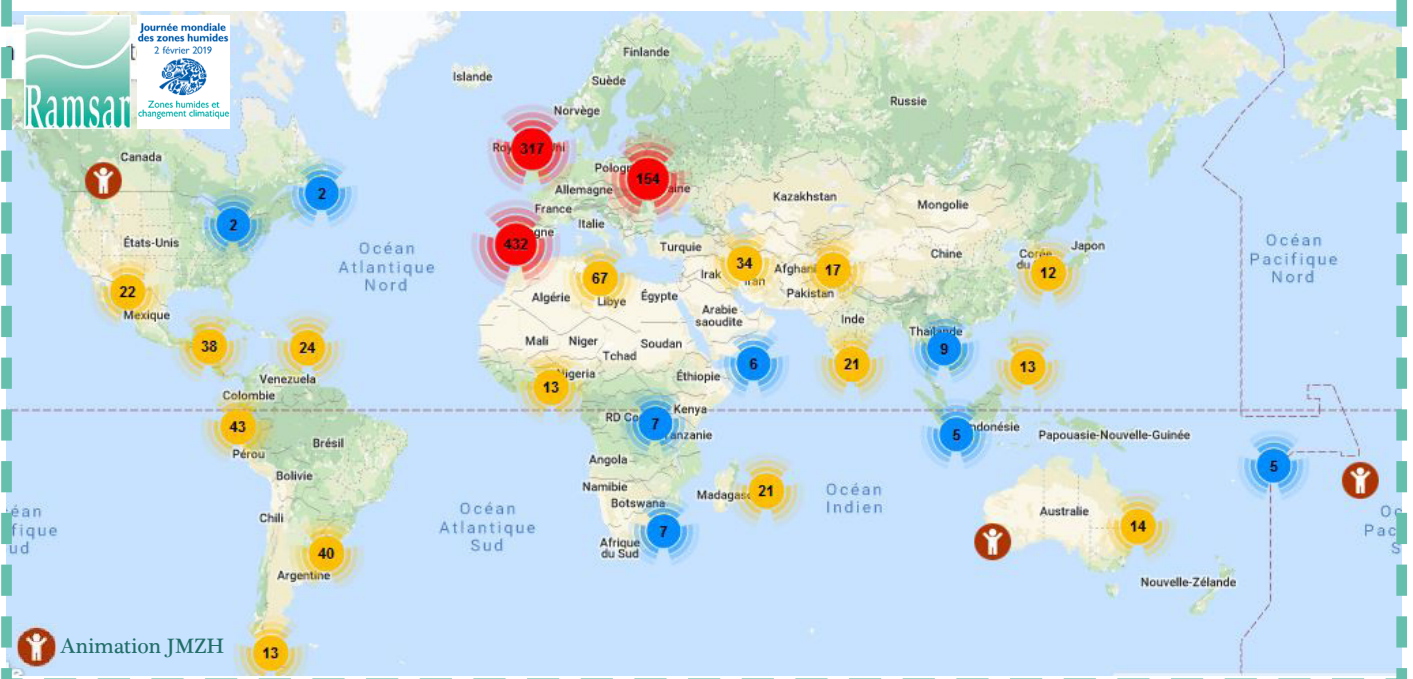 Ramsar
Journée mondiale
des zones humides
2 février 2019
Zones humides et
changement climatique
Islande
Finlande
Suède
Norvège
Russie
317
Canada
154
Allemagne
Kazakhstan
Mongolie
2
2
France
Italie
432
États-Unis
Océan
Atlantique
Nord
Turquie
Chine
Japon
Océan
Pacifique
Nord
34
17
12
67
Irak
Iran
Pakistan
22
Mexique
Algérie
Libye
Égypte
Arabie
saoudite
Inde
Thaïlande
38
24
Mali
Niger
Tchad
Soudan
9
6
21
13
Venezuela
Colombie
13
Nigeria
Éthiopie
Kenya
43
Pérou
Brésil
RD Co
7
5
Papouasie-Nouvelle-Guinée
Angola
5
Bolivie
Namibie
Botswana
21
Océan
Indien
Océan
Atlantique
Sud
Chili
Australie
14
7
Afrique
du Sud
40
Argentine
Nouvelle-Zélande
Animation JMZH
13